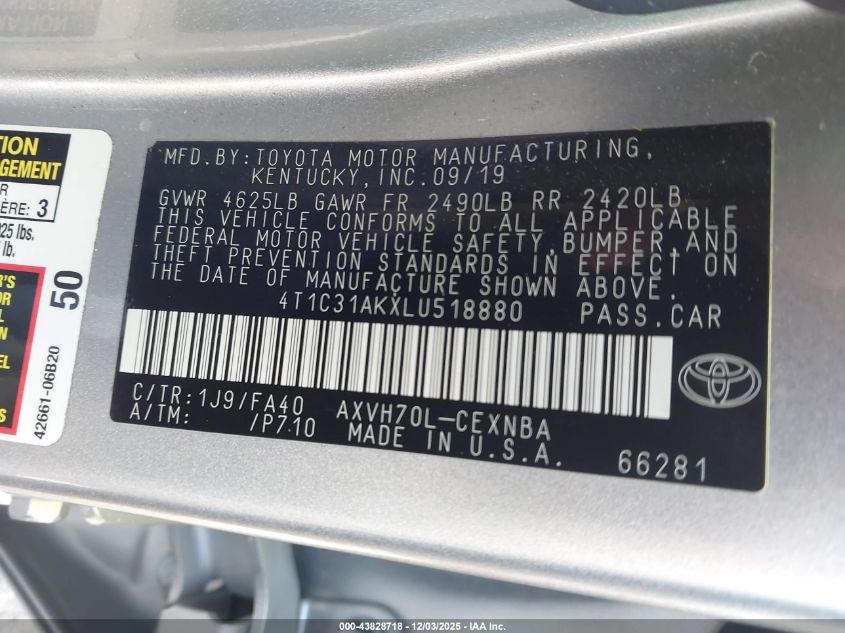 TION
AGEMENT
ÈRE: 3
lb.
50
42661-06B20
MFD.BY:TOYOTA MOTOR MANUFACTURING,
KENTUCKY,INC.09/19
GVWR 4625LB GAWR FR 2490LB RR 2420LB
THIS VEHICLE CONFORMS TO ALL APPLICABLE
FEDERAL MOTOR VEHICLE SAFETY,BUMPER,AND
THEFT PREVENTION STANDARDS IN EFFECT ON
THE DATE OF MANUFACTURE SHOWN ABOVE.
4T1C31AKXLU518880 PASS.CAR
C/TR:1J9/FA40 AXVH70L-CEXNBA
A/TM: /P710 MADE IN U.S.A.
66281
000-43828718 - 12/03/2025 - IAA Inc.